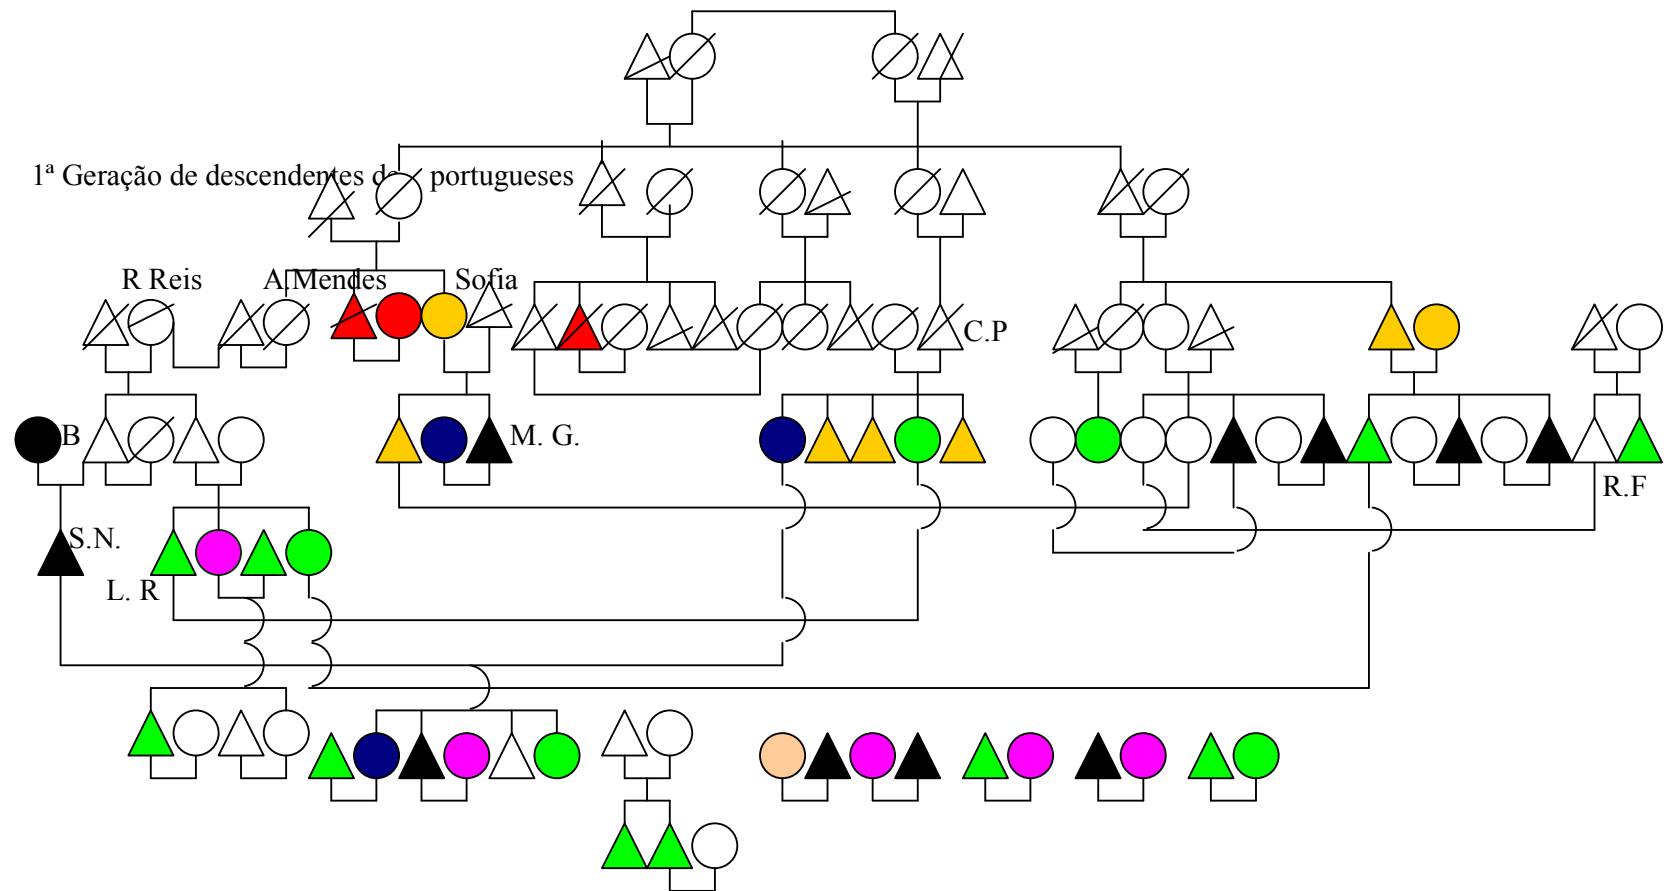 1ª Geração de descendentes de portugueses
R Reis
A.Mendes
Sofia
C.P
B
M. G.
R.F
S.N.
L. R